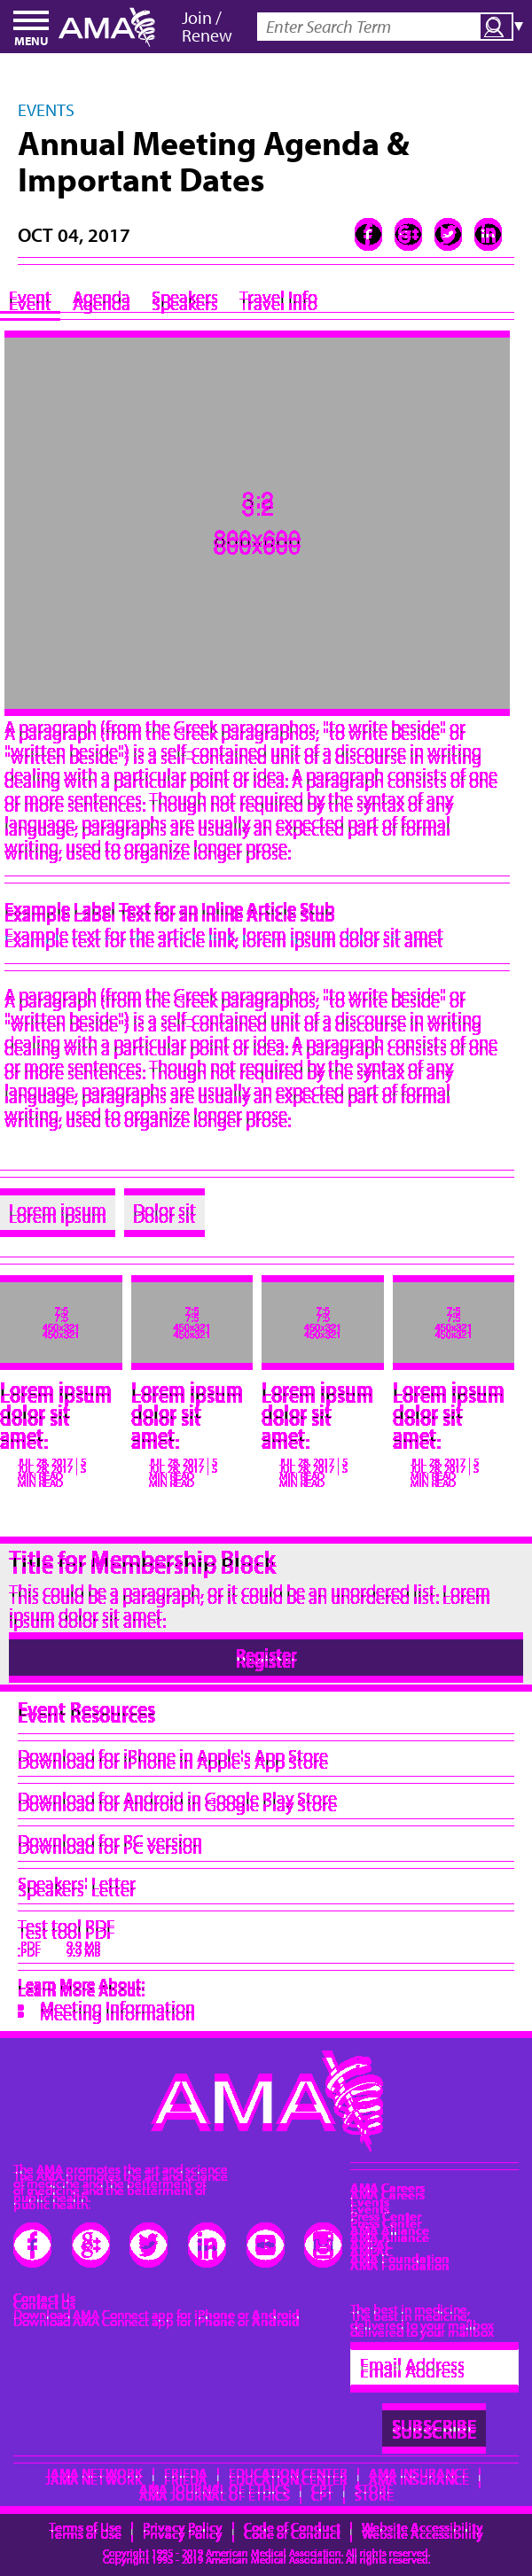 MENU
AMA
Join /
Renew
Enter Search Term
EVENTS
Annual Meeting Agenda &
Important Dates
OCT 04, 2017
Event Agenda Speakers Travel Info
3:2
800x600
A paragraph (from the Greek paragraphos, "to write beside" or
"written beside") is a self-contained unit of a discourse in writing
dealing with a particular point or idea. A paragraph consists of one
or more sentences. Though not required by the syntax of any
language, paragraphs are usually an expected part of formal
writing, used to organize longer prose.
Example Label Text for an Inline Article Stub
Example text for the article link, lorem ipsum dolor sit amet
A paragraph (from the Greek paragraphos, "to write beside" or
"written beside") is a self-contained unit of a discourse in writing
dealing with a particular point or idea. A paragraph consists of one
or more sentences. Though not required by the syntax of any
language, paragraphs are usually an expected part of formal
writing, used to organize longer prose.
Lorem ipsum Dolor sit
7:5 7:5 7:5 7:5
450x321 450x321 450x321 450x321
Lorem ipsum Lorem ipsum Lorem ipsum Lorem ipsum
dolor sit dolor sit dolor sit dolor sit
amet. amet. amet. amet.
JUL 28, 2017 | 5 JUL 28, 2017 | 5 JUL 28, 2017 | 5 JUL 28, 2017 | 5
MIN READ MIN READ MIN READ MIN READ
Title for Membership Block
This could be a paragraph, or it could be an unordered list. Lorem
ipsum dolor sit amet.
Register
Event Resources
Download for iPhone in Apple's App Store
Download for Android in Google Play Store
Download for PC version
Speakers' Letter
Test tool PDF
PDF 9.9 MB
Learn More About:
Meeting Information
AMA
The AMA promotes the art and science
of medicine and the betterment of
public health.
AMA Careers
Events
Press Center
AMA Alliance
AMA Foundation
Contact Us
Download AMA Connect app for iPhone or Android
The best in medicine,
delivered to your mailbox
Email Address
SUBSCRIBE
JAMA NETWORK | FREIDA | EDUCATION CENTER | AMA INSURANCE |
AMA JOURNAL OF ETHICS | CPT | STORE
Terms of Use | Privacy Policy | Code of Conduct | Website Accessibility
Copyright 1995 - 2019 American Medical Association. All rights reserved.